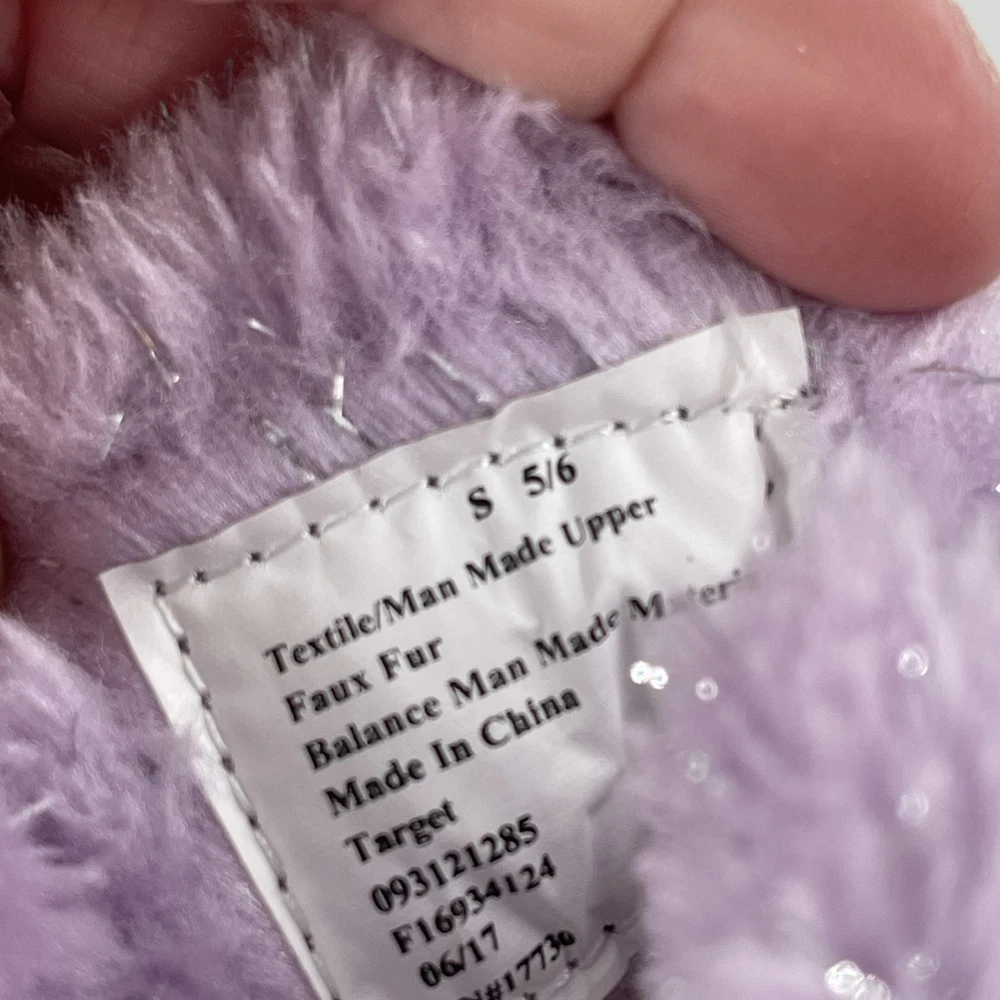 S 5/6
Textile/Man Made Upper
Faux Fur
Balance Man Made
Made In China
Target
093121285
F16934124
06/17